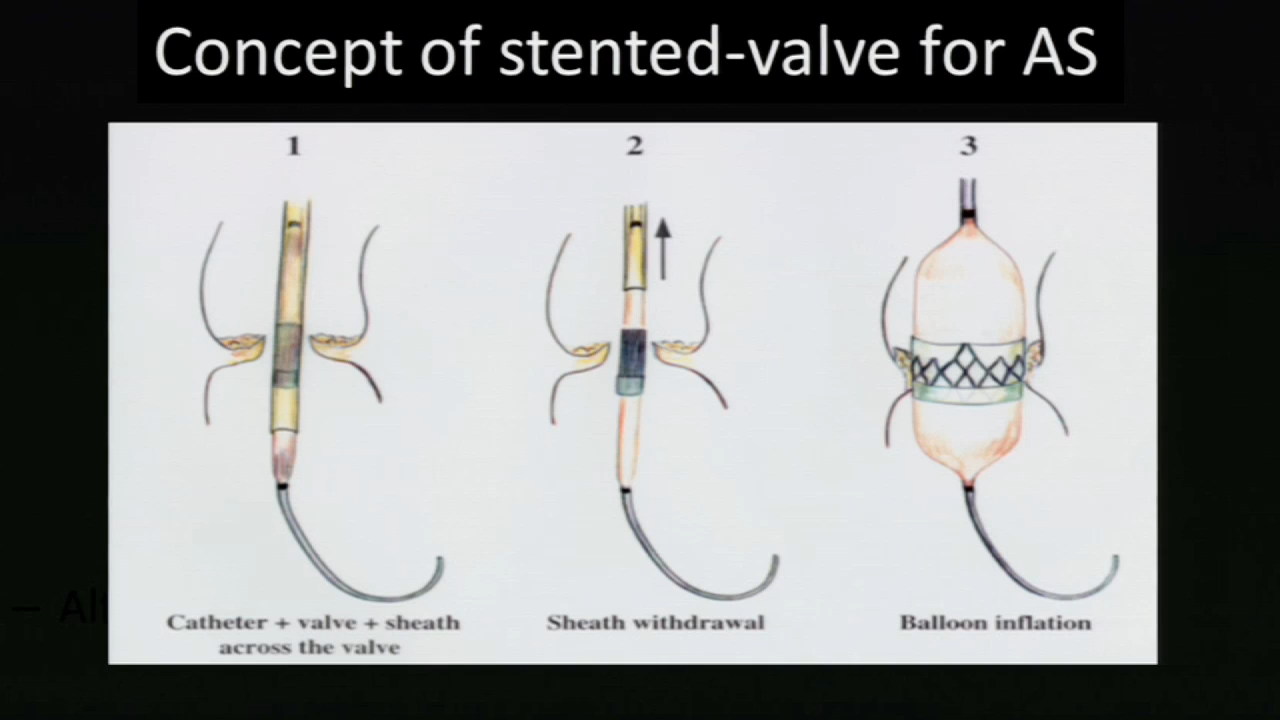 Concept of stented-valve for AS
1
2
3
Catheter + valve + sheath
across the valve
Sheath withdrawal
Balloon inflation